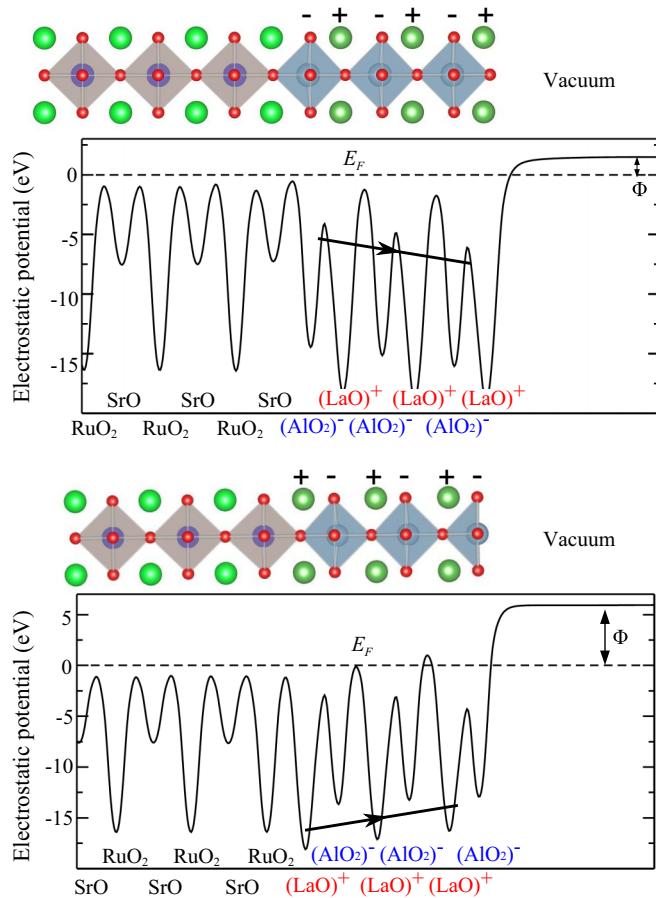 - + - + - +
Vacuum
Electrostatic potential (eV)
0
-5
-10
-15
E_F
Φ
SrO SrO SrO (LaO)⁺ (LaO)⁺ (LaO)⁺
RuO₂ RuO₂ RuO₂ (AlO₂)⁻ (AlO₂)⁻ (AlO₂)⁻
+ - + - + -
Vacuum
Electrostatic potential (eV)
5
0
-5
-10
-15
E_F
Φ
RuO₂ RuO₂ RuO₂ (AlO₂)⁻ (AlO₂)⁻ (AlO₂)⁻
SrO SrO SrO (LaO)⁺ (LaO)⁺ (LaO)⁺